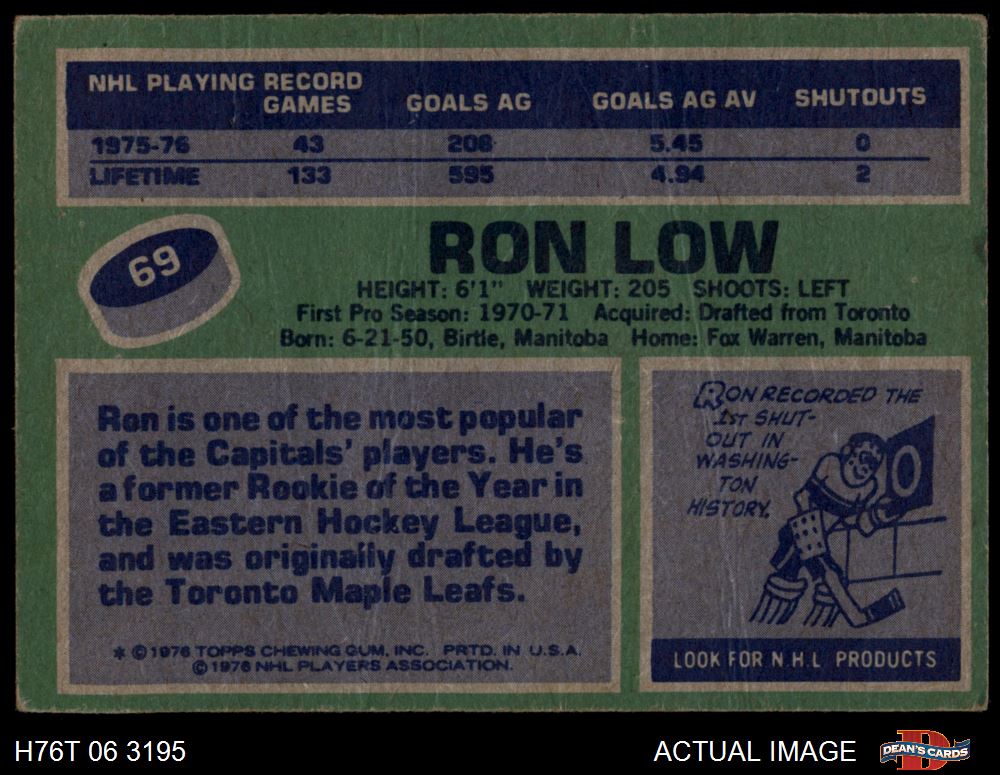 NHL PLAYING RECORD
GAMES GOALS AG GOALS AG AV SHUTOUTS
1975-76 43 208 5.45 0
LIFETIME 133 595 4.94 2
69
RON LOW
HEIGHT: 6'1" WEIGHT: 205 SHOOTS: LEFT
First Pro Season: 1970-71 Acquired: Drafted from Toronto
Born: 6-21-50, Birtle, Manitoba Home: Fox Warren, Manitoba
Ron is one of the most popular
of the Capitals' players. He's
a former Rookie of the Year in
the Eastern Hockey League,
and was originally drafted by
the Toronto Maple Leafs.
* © 1976 TOPPS CHEWING GUM, INC. PRTD. IN U.S.A.
© 1976 NHL PLAYERS ASSOCIATION.
RON RECORDED THE
1ST SHUT-
OUT IN
WASHING-
TON
HISTORY.
0
LOOK FOR N.H.L PRODUCTS
H76T 06 3195
ACTUAL IMAGE
D
DEAN'S CARDS